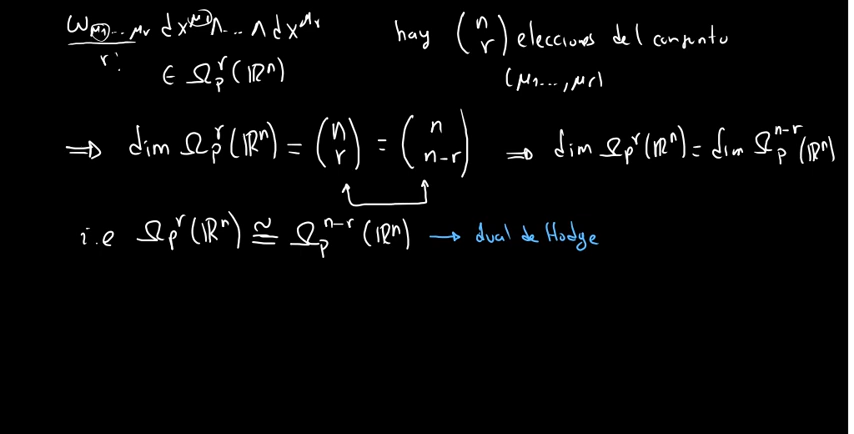 ω_{μ1...μr}/r! dx^{μ1}∧...∧dx^{μr} hay (n r) elecciones del conjunto
∈ Ω_p^r(ℝ^n) (μ1...,μr)
⇒ dim Ω_p^r(ℝ^n) = (n r) = (n n-r) ⇒ dim Ω_p^r(ℝ^n) = dim Ω_p^{n-r}(ℝ^n)
i.e Ω_p^r(ℝ^n) ≅ Ω_p^{n-r}(ℝ^n) → dual de Hodge